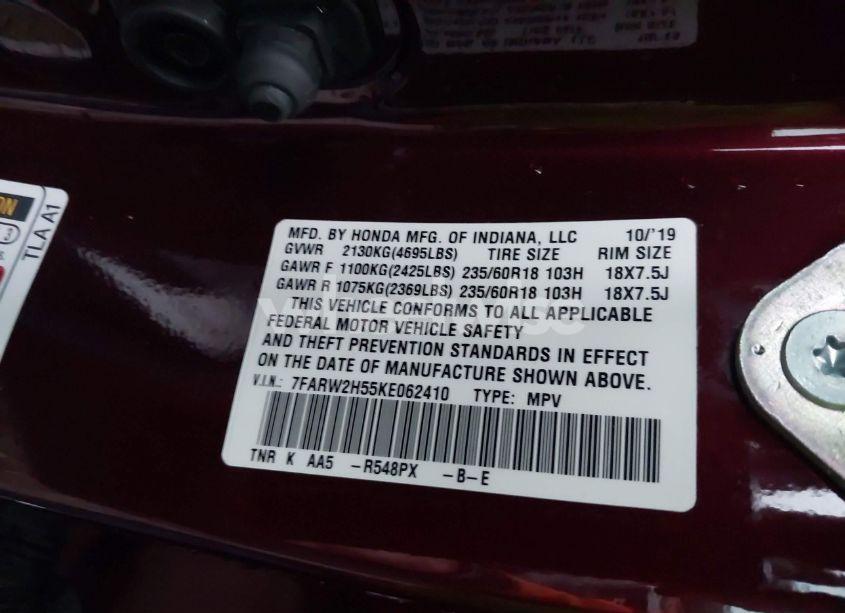 ON
3
S.
TLA A1
MFD. BY HONDA MFG. OF INDIANA, LLC 10/'19
GVWR 2130KG(4695LBS) TIRE SIZE RIM SIZE
GAWR F 1100KG(2425LBS) 235/60R18 103H 18X7.5J
GAWR R 1075KG(2369LBS) 235/60R18 103H 18X7.5J
THIS VEHICLE CONFORMS TO ALL APPLICABLE
FEDERAL MOTOR VEHICLE SAFETY
AND THEFT PREVENTION STANDARDS IN EFFECT
ON THE DATE OF MANUFACTURE SHOWN ABOVE.
V.I.N.: 7FARW2H55KE062410 TYPE: MPV
TNR K AA5 -R548PX -B-E